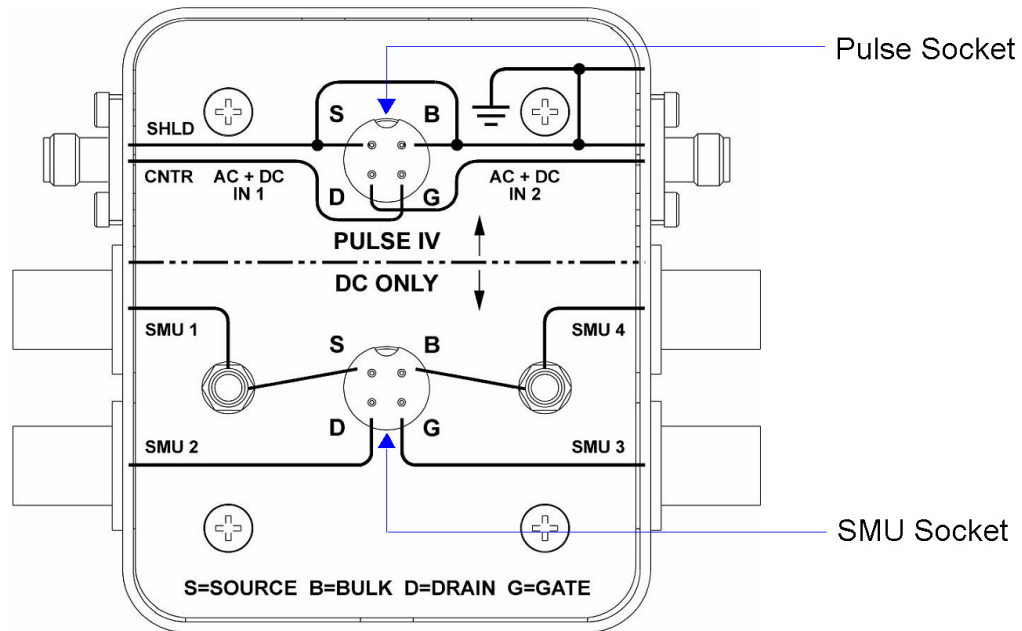 Pulse Socket
S B
SHLD
CNTR AC + DC AC + DC
IN 1 IN 2
D G
PULSE IV
DC ONLY
SMU 1 SMU 4
S B
D G
SMU 2 SMU 3
SMU Socket
S=SOURCE B=BULK D=DRAIN G=GATE